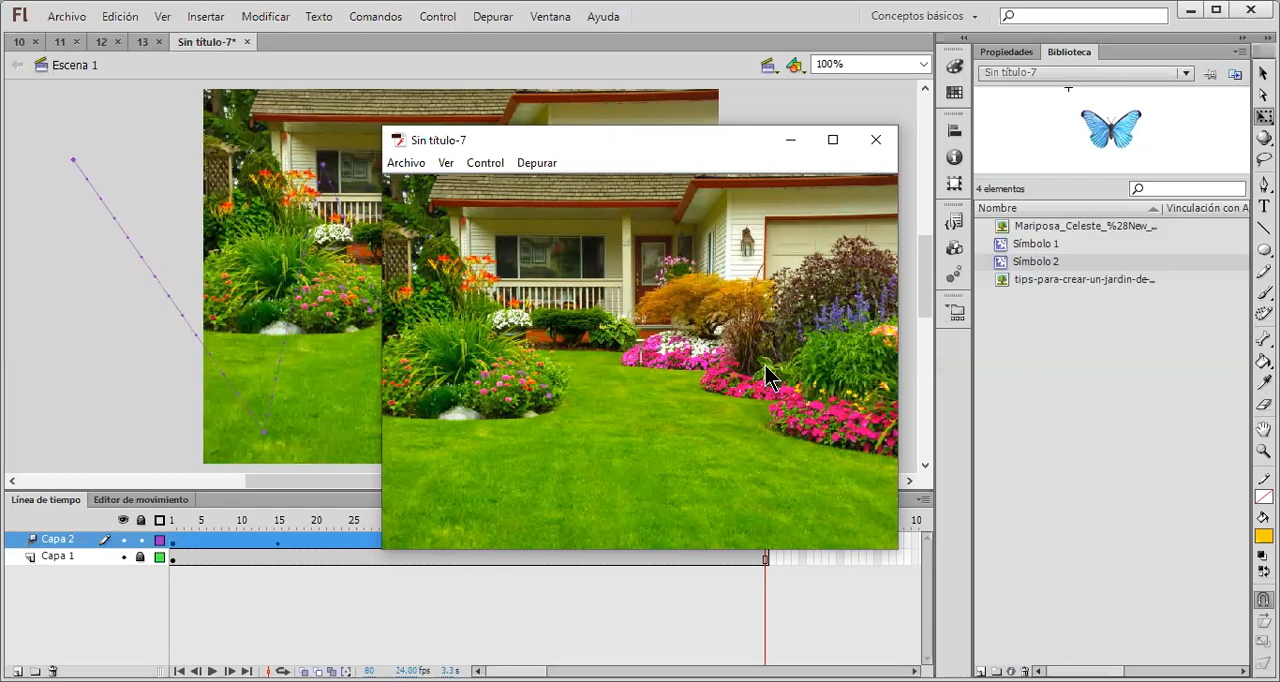 Fl Archivo Edición Ver Insertar Modificar Texto Comandos Control Depurar Ventana Ayuda Conceptos básicos
10 × 11 × 12 × 13 × Sin título-7* ×
Escena 1 100%
Propiedades Biblioteca
Sin título-7
Sin título-7
Archivo Ver Control Depurar
4 elementos
Nombre Vinculación con A
Mariposa_Celeste_%28New_...
Símbolo 1
Símbolo 2
tips-para-crear-un-jardin-de-...
Línea de tiempo Editor de movimiento
1 5 10 15 20 25 10
Capa 2
Capa 1
80 24.00 fps 3.3 s